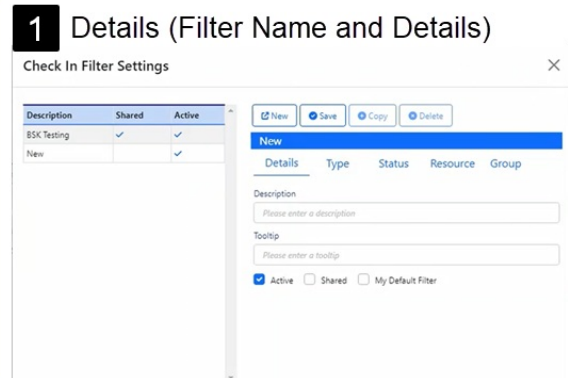 1 Details (Filter Name and Details)
Check In Filter Settings
Description Shared Active
BSK Testing
New
New Save Copy Delete
New
Details Type Status Resource Group
Description
Please enter a description
Tooltip
Please enter a tooltip
Active Shared My Default Filter